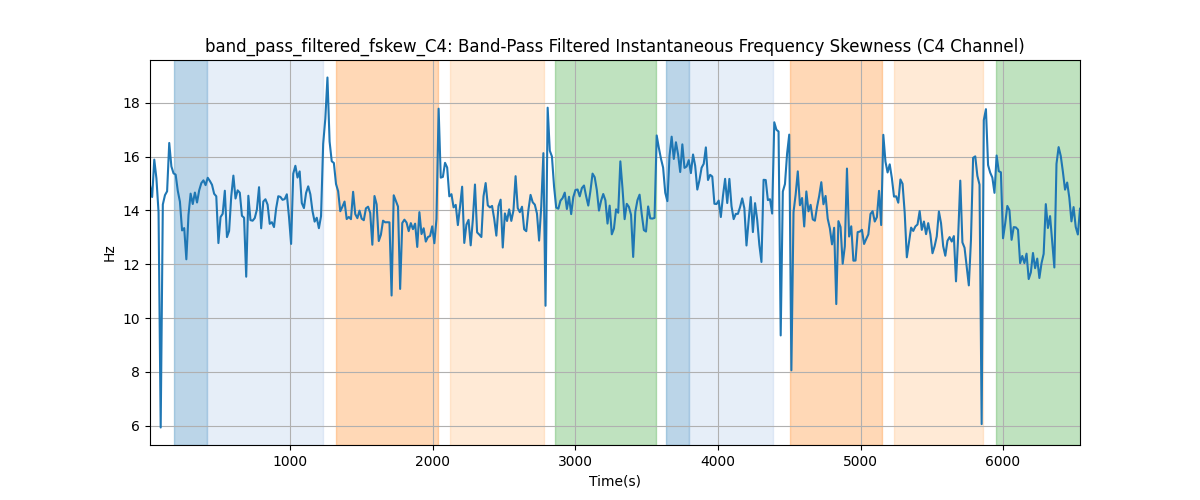 band_pass_filtered_fskew_C4: Band-Pass Filtered Instantaneous Frequency Skewness (C4 Channel)
18
16
14
12
10
8
6
Hz
1000 2000 3000 4000 5000 6000
Time(s)